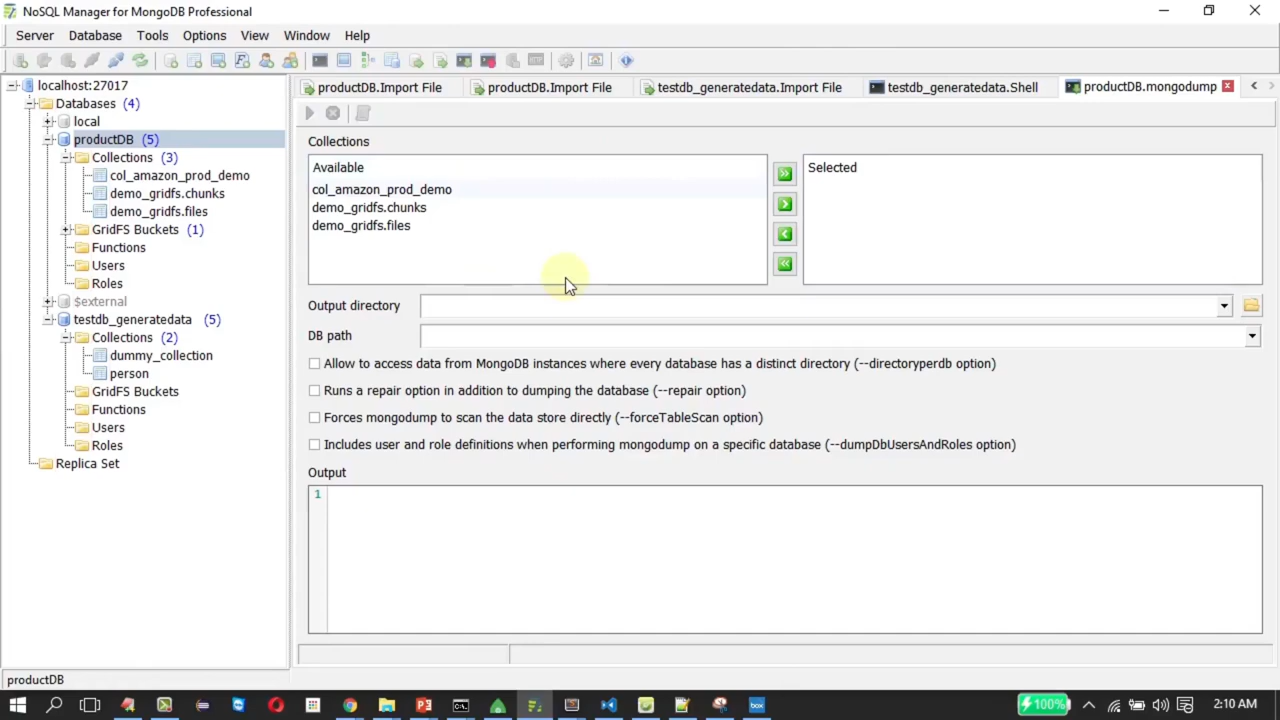 NoSQL Manager for MongoDB Professional
Server Database Tools Options View Window Help
localhost:27017
Databases (4)
local
productDB (5)
Collections (3)
col_amazon_prod_demo
demo_gridfs.chunks
demo_gridfs.files
GridFS Buckets (1)
Functions
Users
Roles
$external
testdb_generatedata (5)
Collections (2)
dummy_collection
person
GridFS Buckets
Functions
Users
Roles
Replica Set
productDB.Import File productDB.Import File testdb_generatedata.Import File testdb_generatedata.Shell productDB.mongodump
Collections
Available
col_amazon_prod_demo
demo_gridfs.chunks
demo_gridfs.files
Selected
Output directory
DB path
Allow to access data from MongoDB instances where every database has a distinct directory (--directoryperdb option)
Runs a repair option in addition to dumping the database (--repair option)
Forces mongodump to scan the data store directly (--forceTableScan option)
Includes user and role definitions when performing mongodump on a specific database (--dumpDbUsersAndRoles option)
Output
1
productDB
100%
2:10 AM